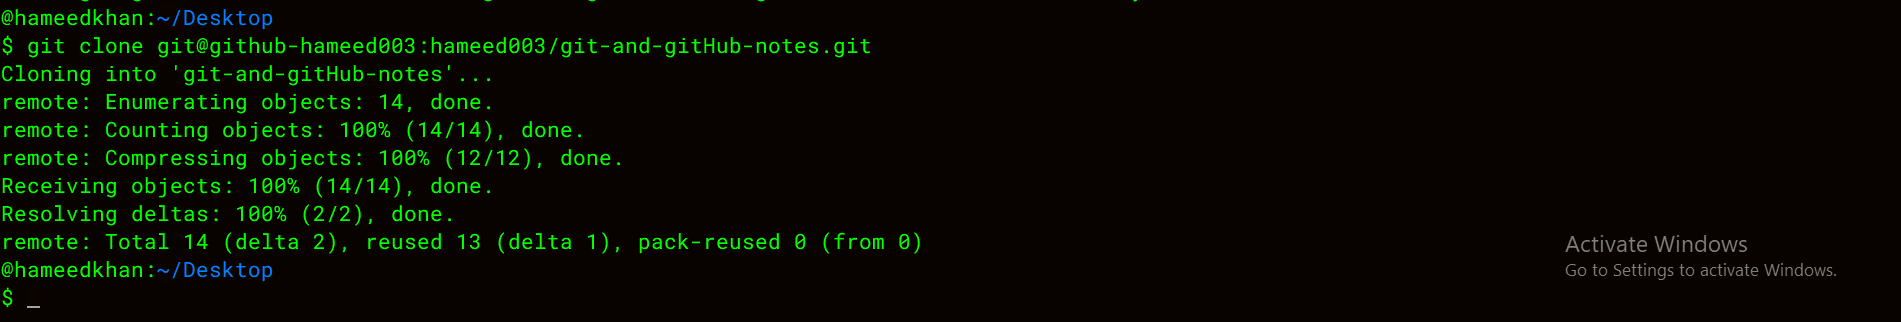 @hameedkhan:~/Desktop
$ git clone git@github-hameed003:hameed003/git-and-gitHub-notes.git
Cloning into 'git-and-gitHub-notes'...
remote: Enumerating objects: 14, done.
remote: Counting objects: 100% (14/14), done.
remote: Compressing objects: 100% (12/12), done.
Receiving objects: 100% (14/14), done.
Resolving deltas: 100% (2/2), done.
remote: Total 14 (delta 2), reused 13 (delta 1), pack-reused 0 (from 0)
@hameedkhan:~/Desktop
$ _
Activate Windows
Go to Settings to activate Windows.